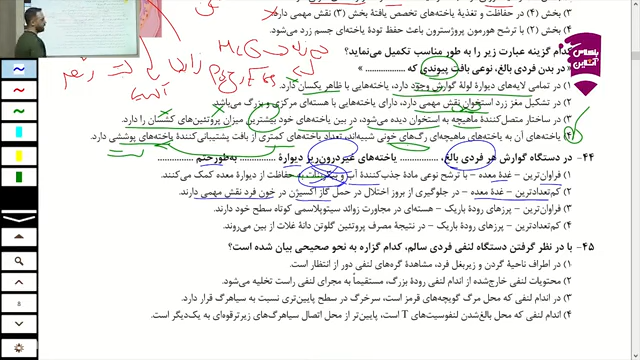 ۳) بخش (۴) در حفاظت و تغذیهٔ یاخته‌های تخصص یافتهٔ بخش (۳) نقش مهمی دارد.
۴) بخش (۲) با ترشح هورمون پروژسترون باعث حفظ تودهٔ یاخته‌ای جسم زرد می‌شود.
کدام گزینه عبارت زیر را به طور مناسب تکمیل می‌نماید؟
« در بدن فردی بالغ، نوعی بافت پیوندی که .................. »
۱) در تمامی لایه‌های دیوارهٔ لولهٔ گوارش وجود دارد، یاخته‌هایی با ظاهر یکسان دارد.
۲) در تشکیل مغز زرد استخوان نقش مهمی دارد، دارای یاخته‌هایی با هستهٔ مرکزی و بزرگ می‌باشد.
۳) در ساختار متصل کنندهٔ ماهیچه به استخوان دیده می‌شود، در بین یاخته‌های خود بیشترین میزان پروتئین‌های کشسان را دارد.
۴) یاخته‌های آن به یاخته‌های ماهیچه‌ای رگ‌های خونی شبیه‌اند، تعداد یاخته‌های کمتری از بافت پشتیبانی‌کنندهٔ یاخته‌های پوششی دارد.
۴۴- در دستگاه گوارش هر فردی بالغ، ............ یاخته‌های غیردرون‌ریز دیوارهٔ ............ به‌طورحتم ............
۱) فراوان‌ترین - غدهٔ معده - با ترشح نوعی مادهٔ جذب‌کنندهٔ آب و بیکربنات به حفاظت از دیوارهٔ معده کمک می‌کنند.
۲) کم‌تعدادترین - غدهٔ معده - در جلوگیری از بروز اختلال در حمل گاز اکسیژن در خون فرد نقش مهمی دارند.
۳) فراوان‌ترین - پرزهای رودهٔ باریک - هسته‌ای در مجاورت زوائد سیتوپلاسمی کوتاه سطح خود دارند.
۴) کم‌تعدادترین - پرزهای رودهٔ باریک - در نتیجهٔ مصرف پروتئین گلوتن دانهٔ غلات از بین می‌روند.
۴۵- با در نظر گرفتن دستگاه لنفی فردی سالم، کدام گزاره به نحو صحیحی بیان شده است؟
۱) در اطراف ناحیهٔ گردن و زیربغل فرد، مشاهدهٔ گره‌های لنفی دور از انتظار است.
۲) محتویات لنفی خارج‌شده از اندام لنفی رودهٔ بزرگ، مستقیماً به مجرای لنفی راست تخلیه می‌شود.
۳) در اندام لنفی که محل مرگ گویچه‌های قرمز است، سرخرگ در سطح پایین‌تری نسبت به سیاهرگ قرار دارد.
۴) اندام لنفی که محل بالغ‌شدن لنفوسیت‌های T است، پایین‌تر از محل اتصال سیاهرگ‌های زیرترقوه‌ای به یکدیگر است.